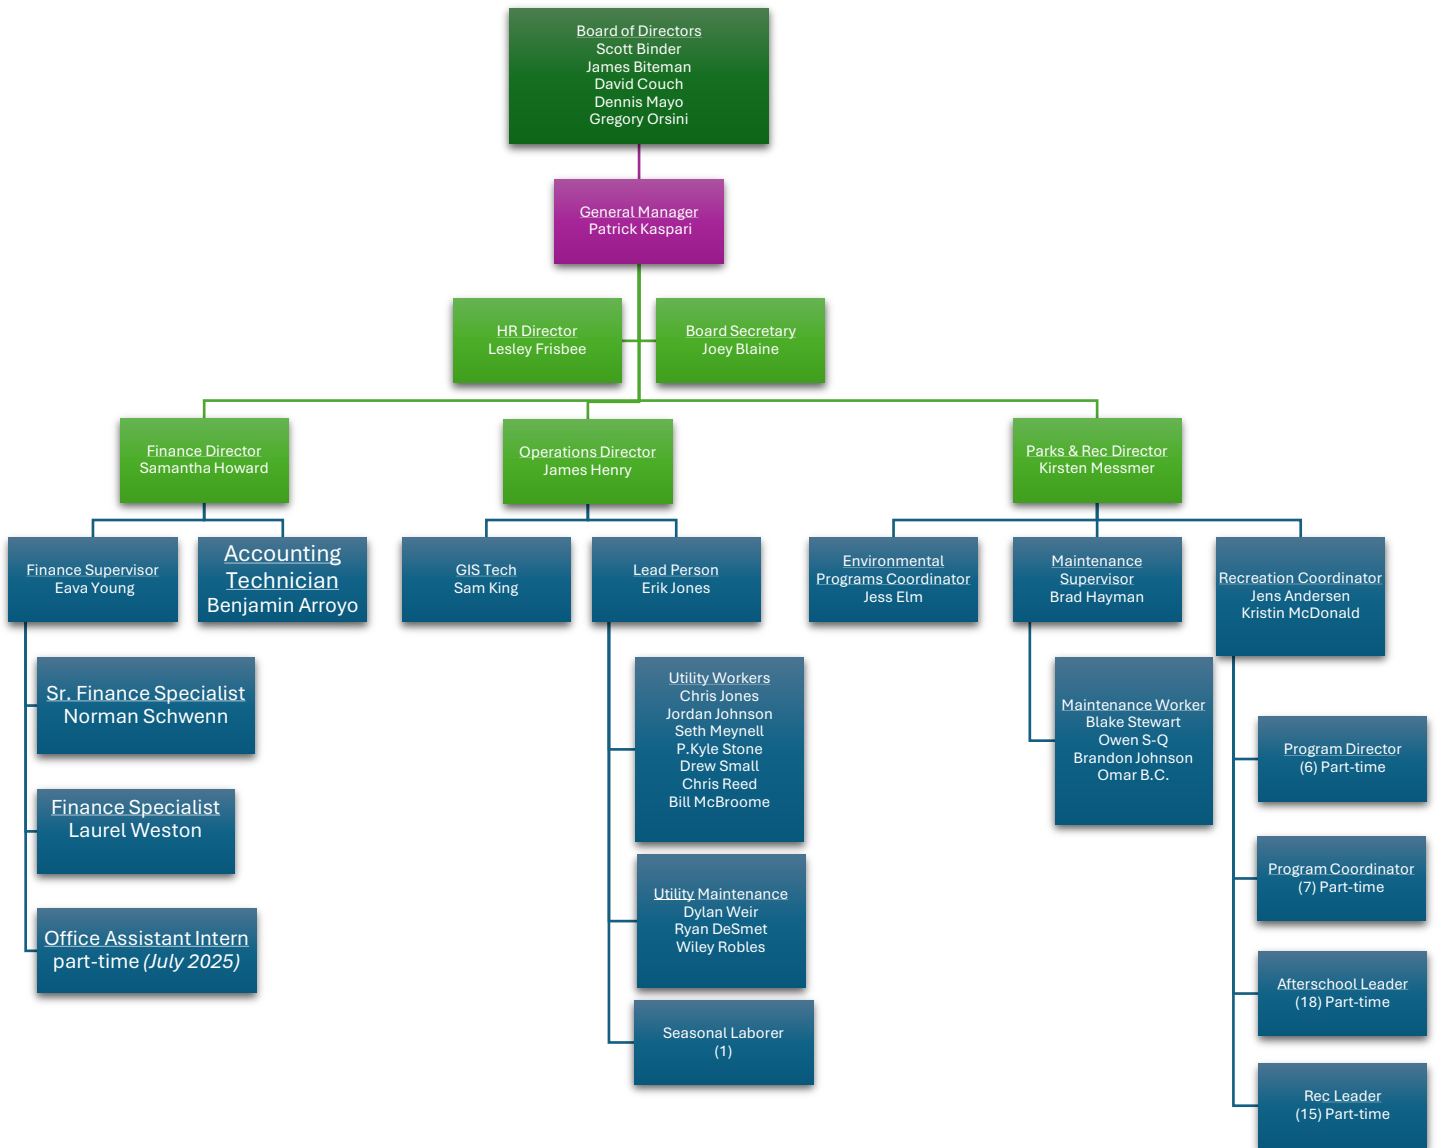 Board of Directors
Scott Binder
James Biteman
David Couch
Dennis Mayo
Gregory Orsini
General Manager
Patrick Kaspari
HR Director
Lesley Frisbee
Board Secretary
Joey Blaine
Finance Director
Samantha Howard
Operations Director
James Henry
Parks & Rec Director
Kirsten Messmer
Finance Supervisor
Eava Young
Accounting
Technician
Benjamin Arroyo
GIS Tech
Sam King
Lead Person
Erik Jones
Environmental
Programs Coordinator
Jess Elm
Maintenance
Supervisor
Brad Hayman
Recreation Coordinator
Jens Andersen
Kristin McDonald
Sr. Finance Specialist
Norman Schwenn
Finance Specialist
Laurel Weston
Office Assistant Intern
part-time (July 2025)
Utility Workers
Chris Jones
Jordan Johnson
Seth Meynell
P.Kyle Stone
Drew Small
Chris Reed
Bill McBroome
Utility Maintenance
Dylan Weir
Ryan DeSmet
Wiley Robles
Seasonal Laborer
(1)
Maintenance Worker
Blake Stewart
Owen S-Q
Brandon Johnson
Omar B.C.
Program Director
(6) Part-time
Program Coordinator
(7) Part-time
Afterschool Leader
(18) Part-time
Rec Leader
(15) Part-time